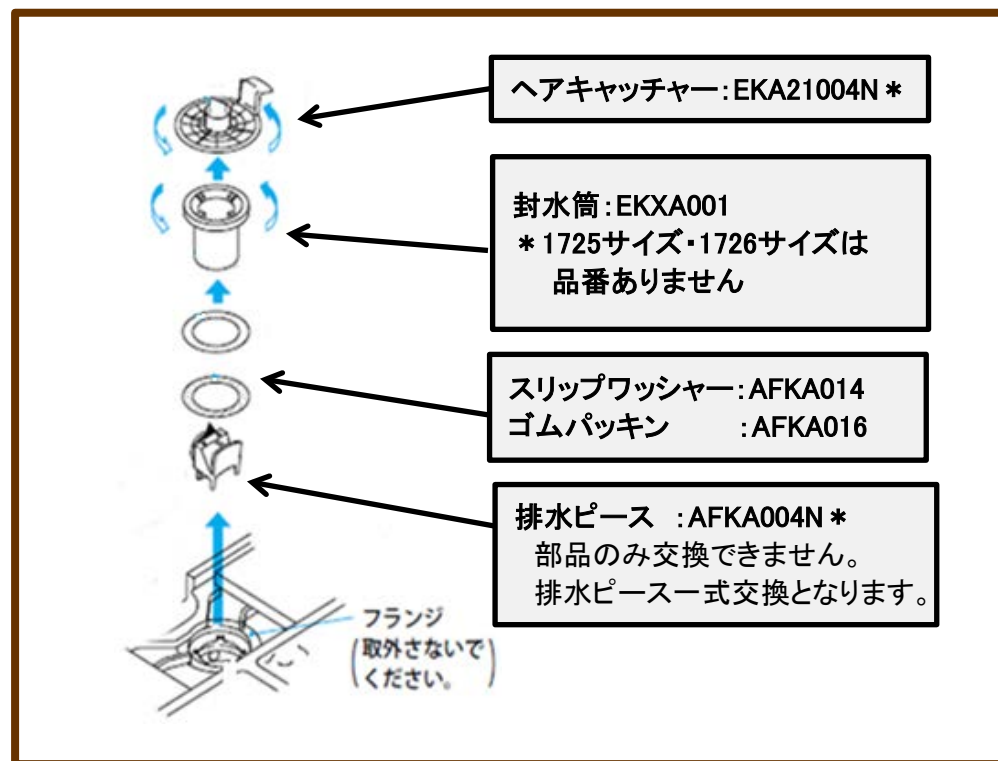 ヘアキャッチャー:EKA21004N*
封水筒:EKXA001
*1725サイズ・1726サイズは
品番ありません
スリップワッシャー:AFKA014
ゴムパッキン :AFKA016
排水ピース :AFKA004N*
部品のみ交換できません。
排水ピース一式交換となります。
フランジ
(取外さないで
ください。)